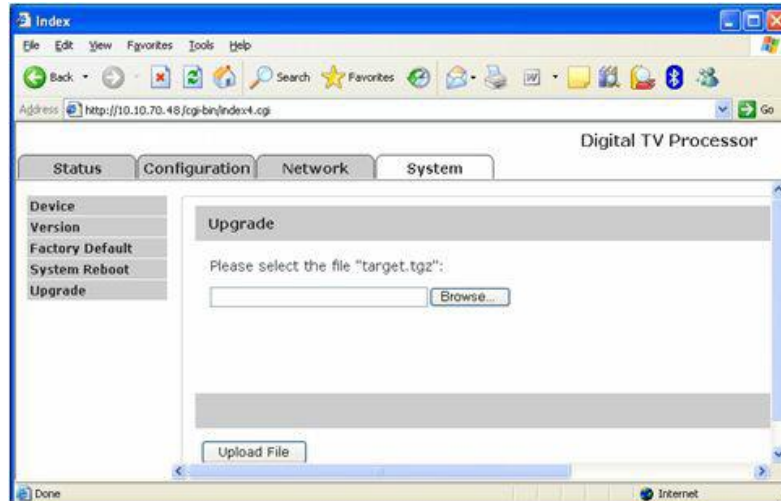 Index
File Edit View Favorites Tools Help
Back Search Favorites
Address http://10.10.70.48/cgi-bin/index4.cgi Go
Digital TV Processor
Status Configuration Network System
Device
Version
Factory Default
System Reboot
Upgrade
Upgrade
Please select the file "target.tgz":
Browse...
Upload File
Done Internet